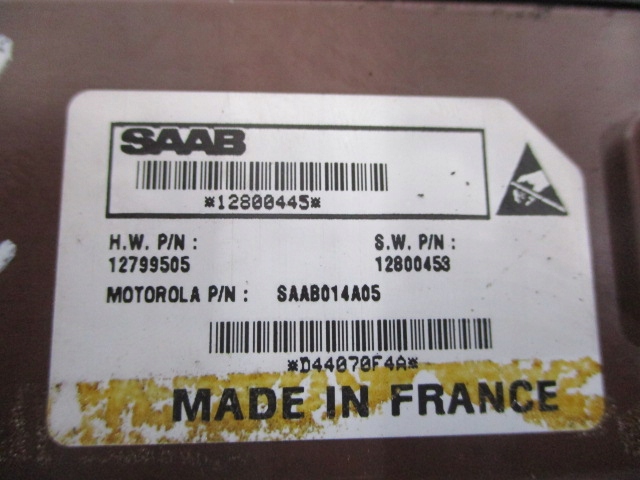 SAAB
*12800445*
H.W. P/N : S.W. P/N :
12799505 12800453
MOTOROLA P/N : SAAB014A05
*D44070F4A*
MADE IN FRANCE